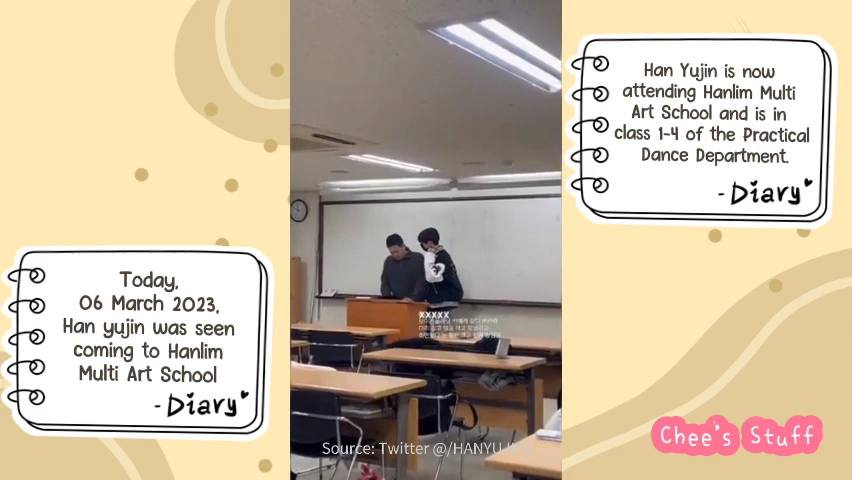 Today,
06 March 2023,
Han yujin was seen
coming to Hanlim
Multi Art School
-Diary
xxxxx
Source: Twitter @/HANYUJ
Han Yujin is now
attending Hanlim Multi
Art School and is in
class 1-4 of the Practical
Dance Department.
-Diary
Chee's Stuff